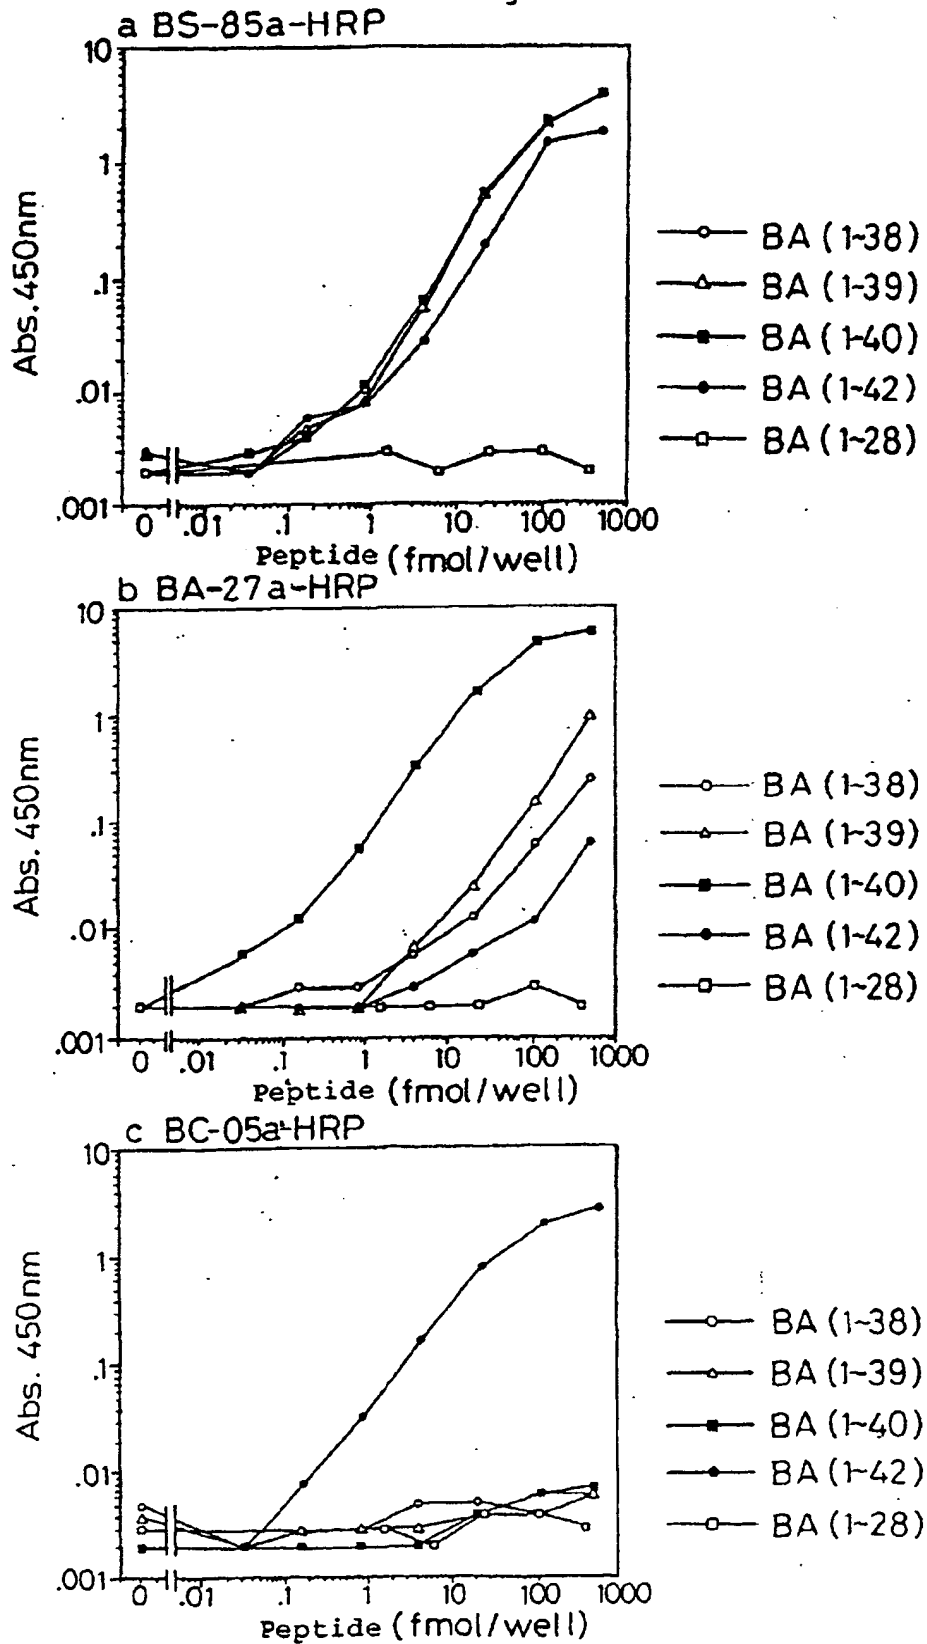 a BS-85a-HRP
10
1
.1
.01
.001
Abs. 450nm
0 .01 .1 1 10 100 1000
Peptide (fmol/well)
BA (1~38)
BA (1~39)
BA (1~40)
BA (1~42)
BA (1~28)
b BA-27a-HRP
10
1
.1
.01
.001
Abs. 450nm
0 .01 .1 1 10 100 1000
Peptide (fmol/well)
BA (1~38)
BA (1~39)
BA (1~40)
BA (1~42)
BA (1~28)
c BC-05a-HRP
10
1
.1
.01
.001
Abs. 450nm
0 .01 .1 1 10 100 1000
Peptide (fmol/well)
BA (1~38)
BA (1~39)
BA (1~40)
BA (1~42)
BA (1~28)